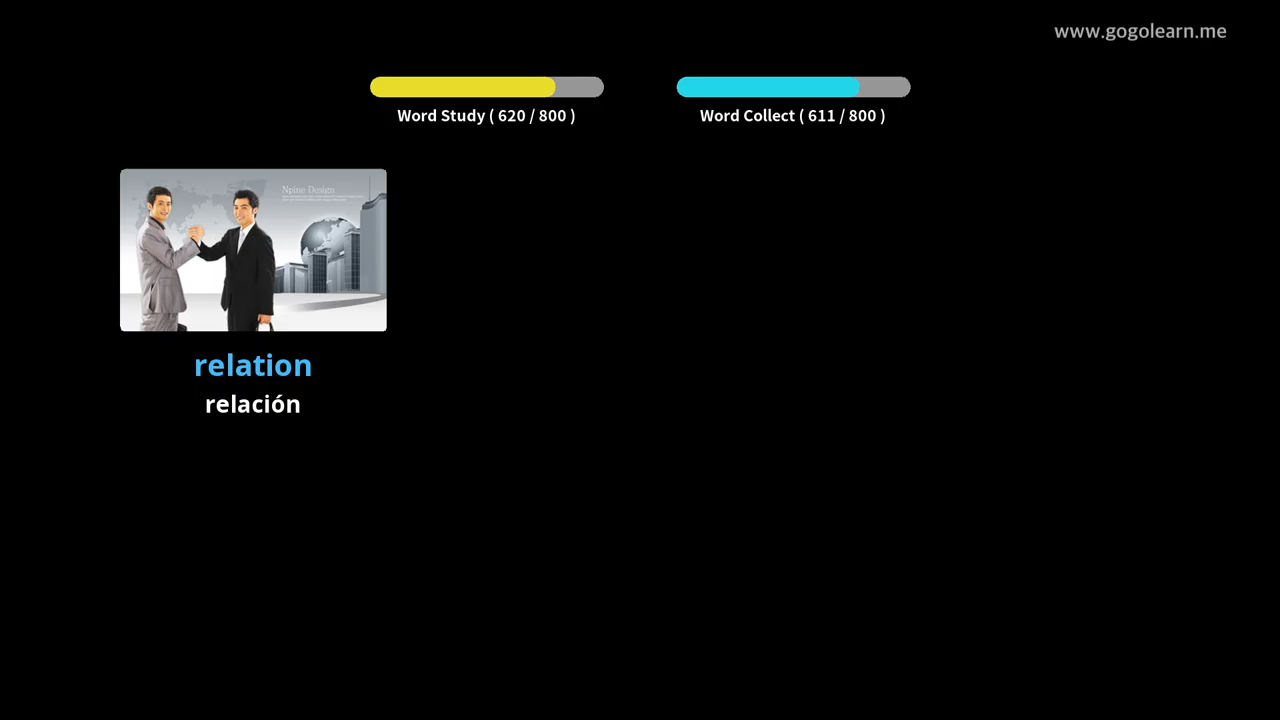 www.gogolearn.me
Word Study ( 620 / 800 )
Word Collect ( 611 / 800 )
Npine Design
relation
relación